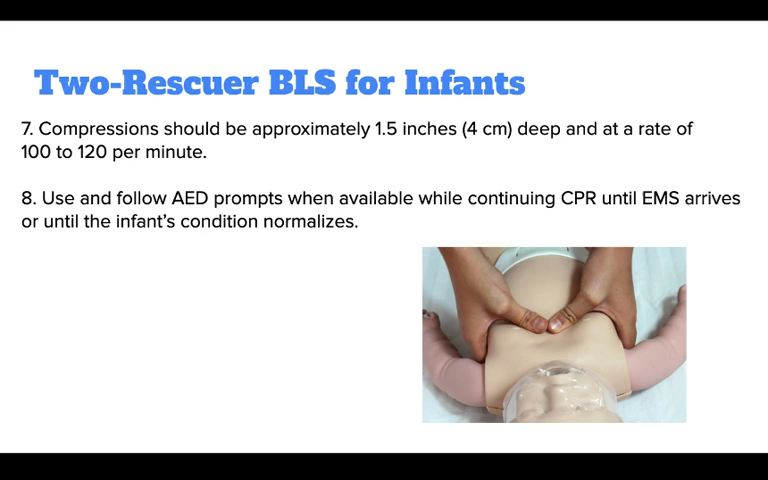 Two-Rescuer BLS for Infants
7. Compressions should be approximately 1.5 inches (4 cm) deep and at a rate of
100 to 120 per minute.
8. Use and follow AED prompts when available while continuing CPR until EMS arrives
or until the infant’s condition normalizes.